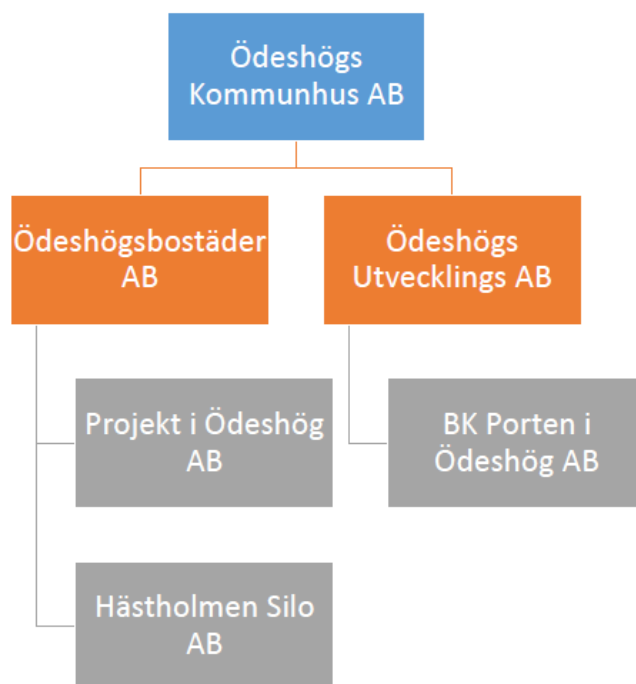 Ödeshögs
Kommunhus AB
Ödeshögsbostäder
AB
Ödeshögs
Utvecklings AB
Projekt i Ödeshög
AB
BK Porten i
Ödeshög AB
Hästholmen Silo
AB